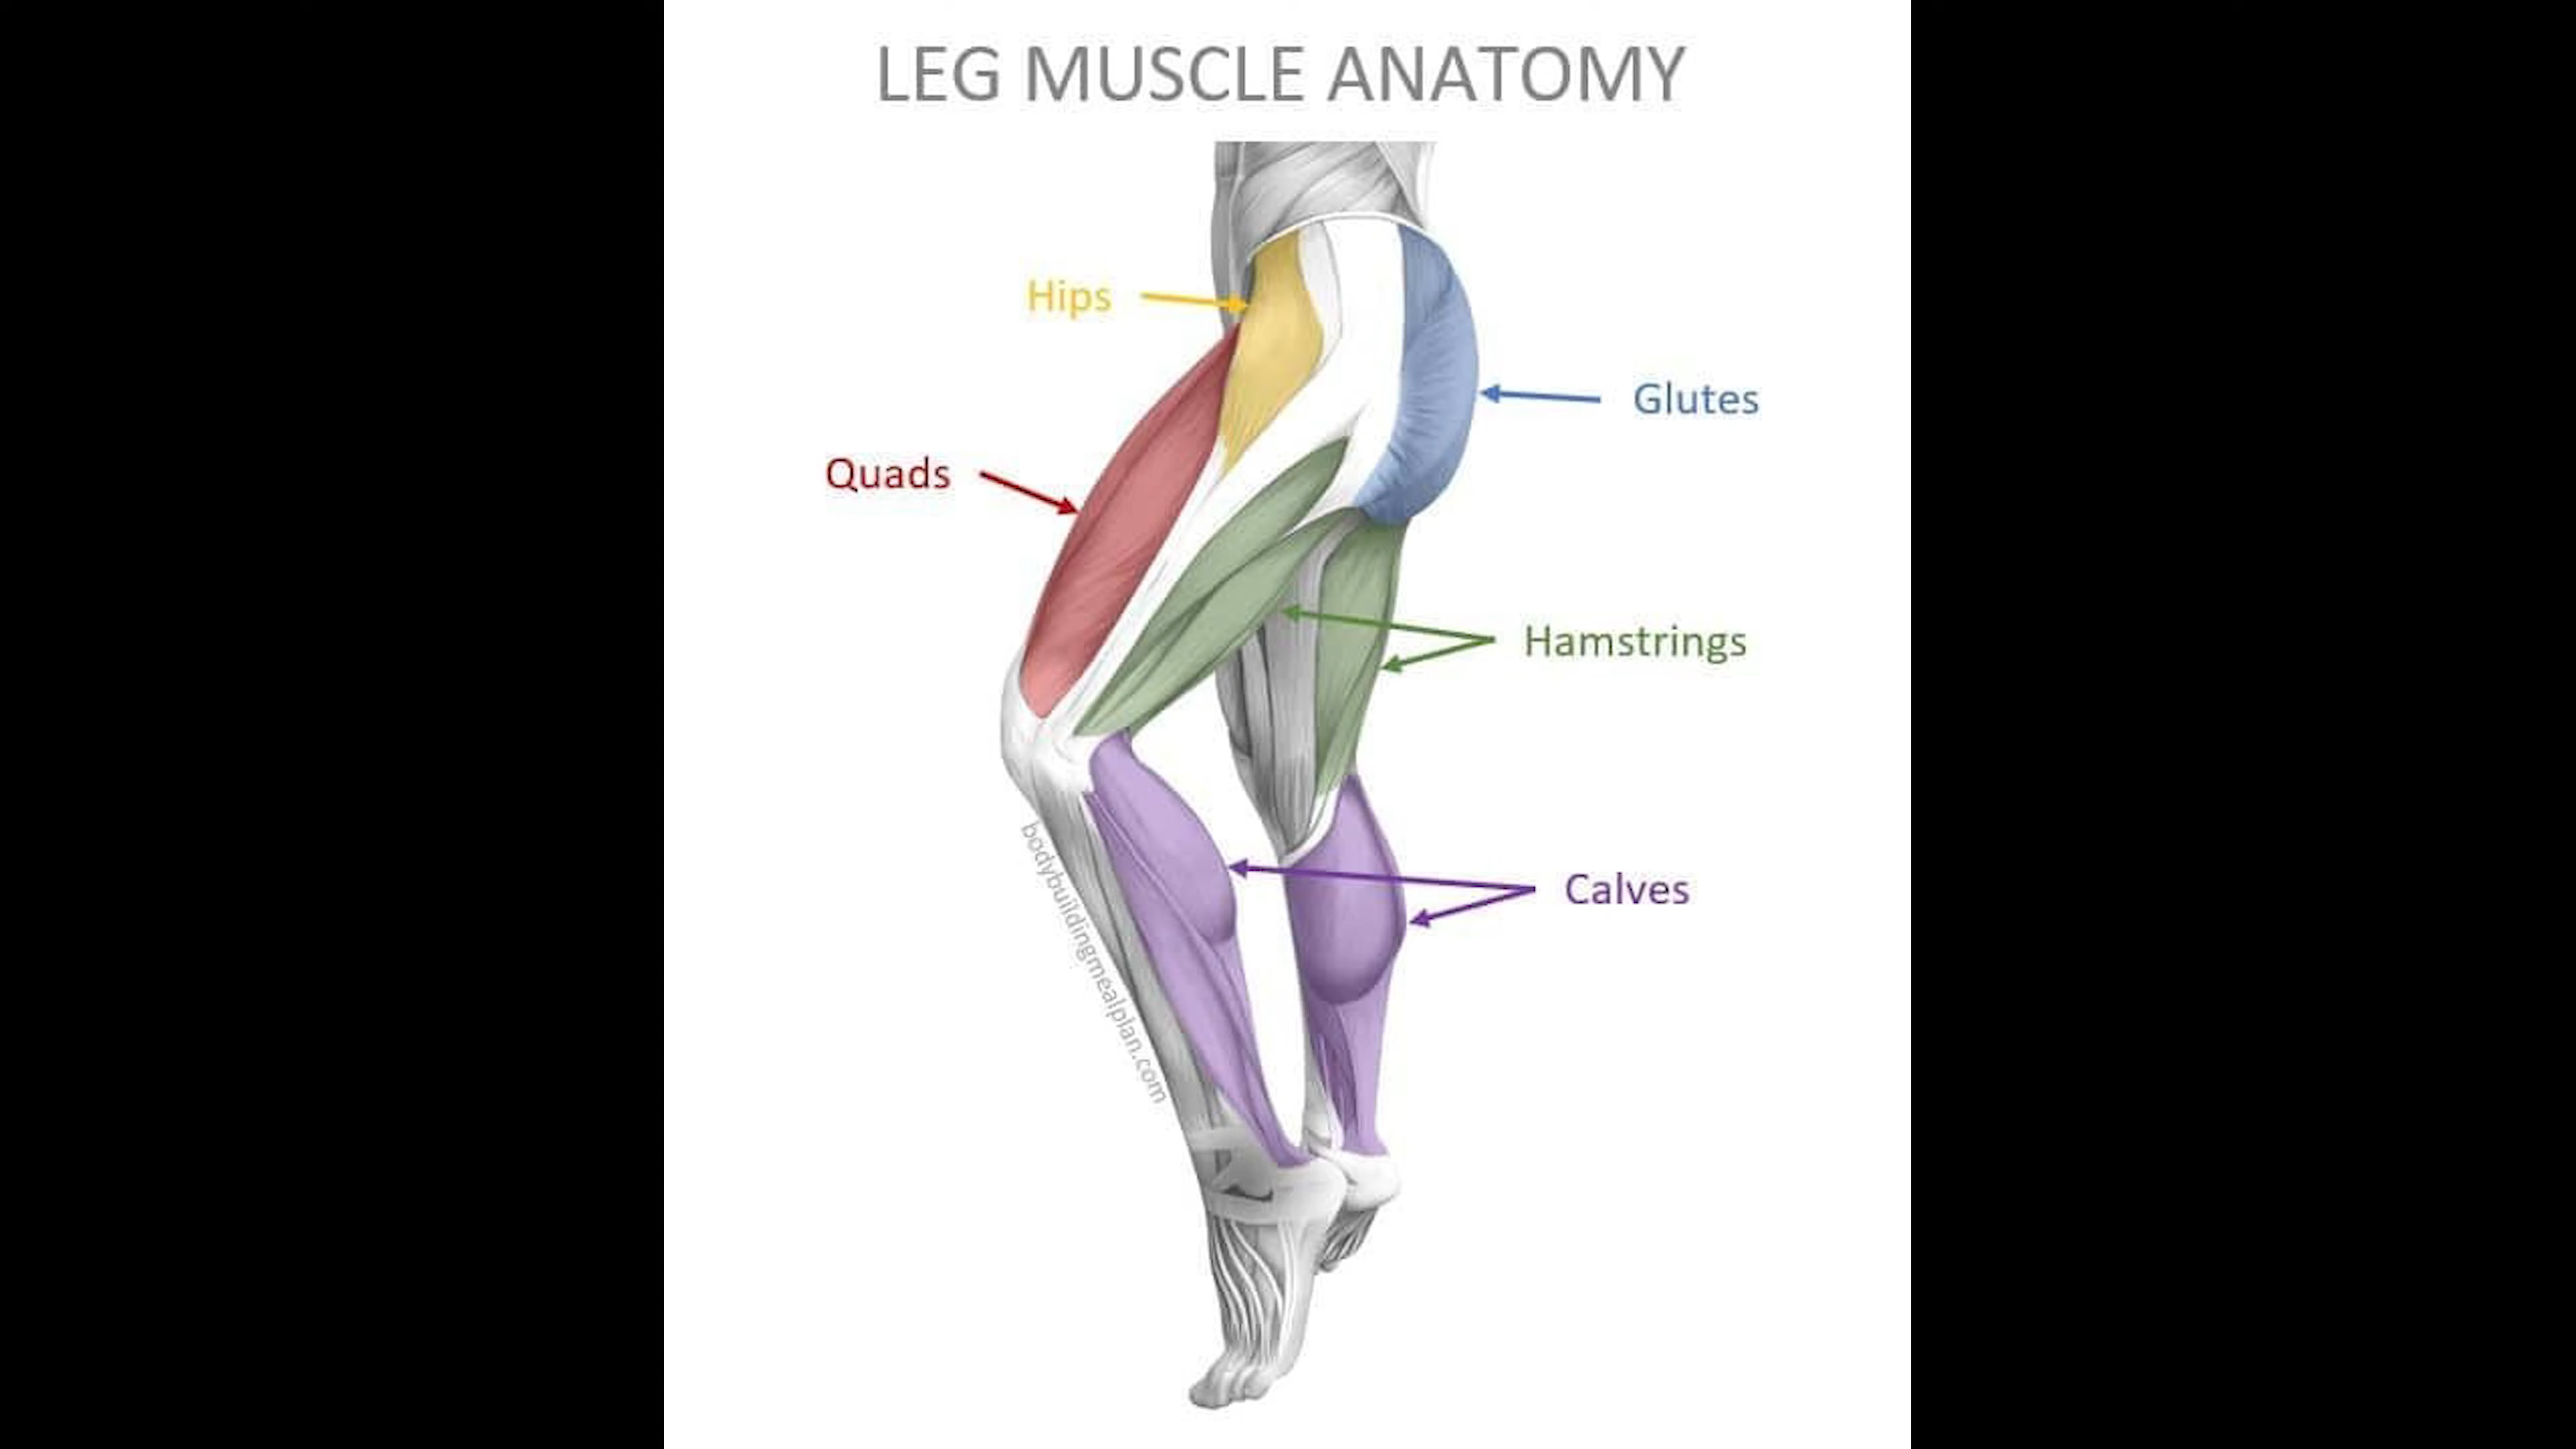 LEG MUSCLE ANATOMY
Hips
Glutes
Quads
Hamstrings
Calves
bodybuildingmealplan.com